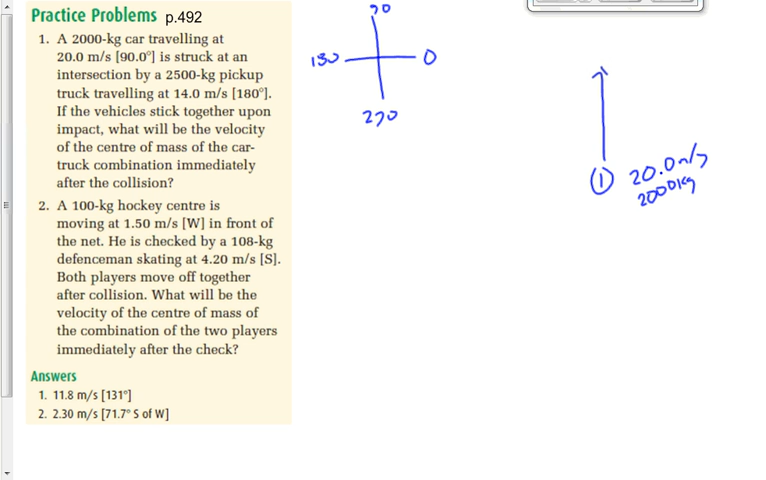 Practice Problems p.492
1. A 2000-kg car travelling at
20.0 m/s [90.0°] is struck at an
intersection by a 2500-kg pickup
truck travelling at 14.0 m/s [180°].
If the vehicles stick together upon
impact, what will be the velocity
of the centre of mass of the car-
truck combination immediately
after the collision?
2. A 100-kg hockey centre is
moving at 1.50 m/s [W] in front of
the net. He is checked by a 108-kg
defenceman skating at 4.20 m/s [S].
Both players move off together
after collision. What will be the
velocity of the centre of mass of
the combination of the two players
immediately after the check?
Answers
1. 11.8 m/s [131°]
2. 2.30 m/s [71.7° S of W]
90
180
0
270
1
20.0 m/s
2000kg